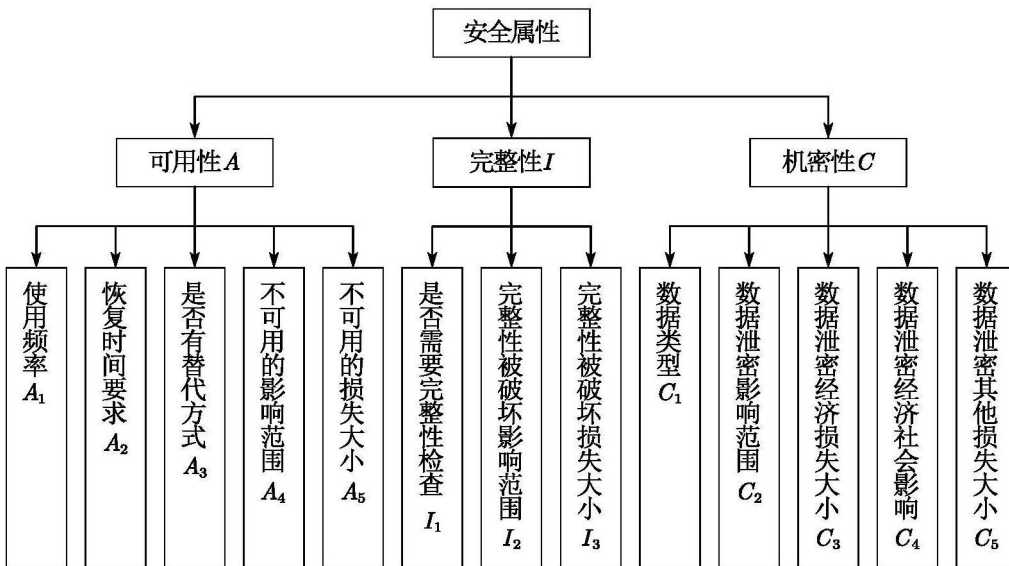 安全属性
可用性A
完整性I
机密性C
使用频率A₁
恢复时间要求A₂
是否有替代方式A₃
不可用的影响范围A₄
不可用的损失大小A₅
是否需要完整性检查I₁
完整性被破坏影响范围I₂
完整性被破坏损失大小I₃
数据类型C₁
数据泄密影响范围C₂
数据泄密经济损失大小C₃
数据泄密经济社会影响C₄
数据泄密其他损失大小C₅